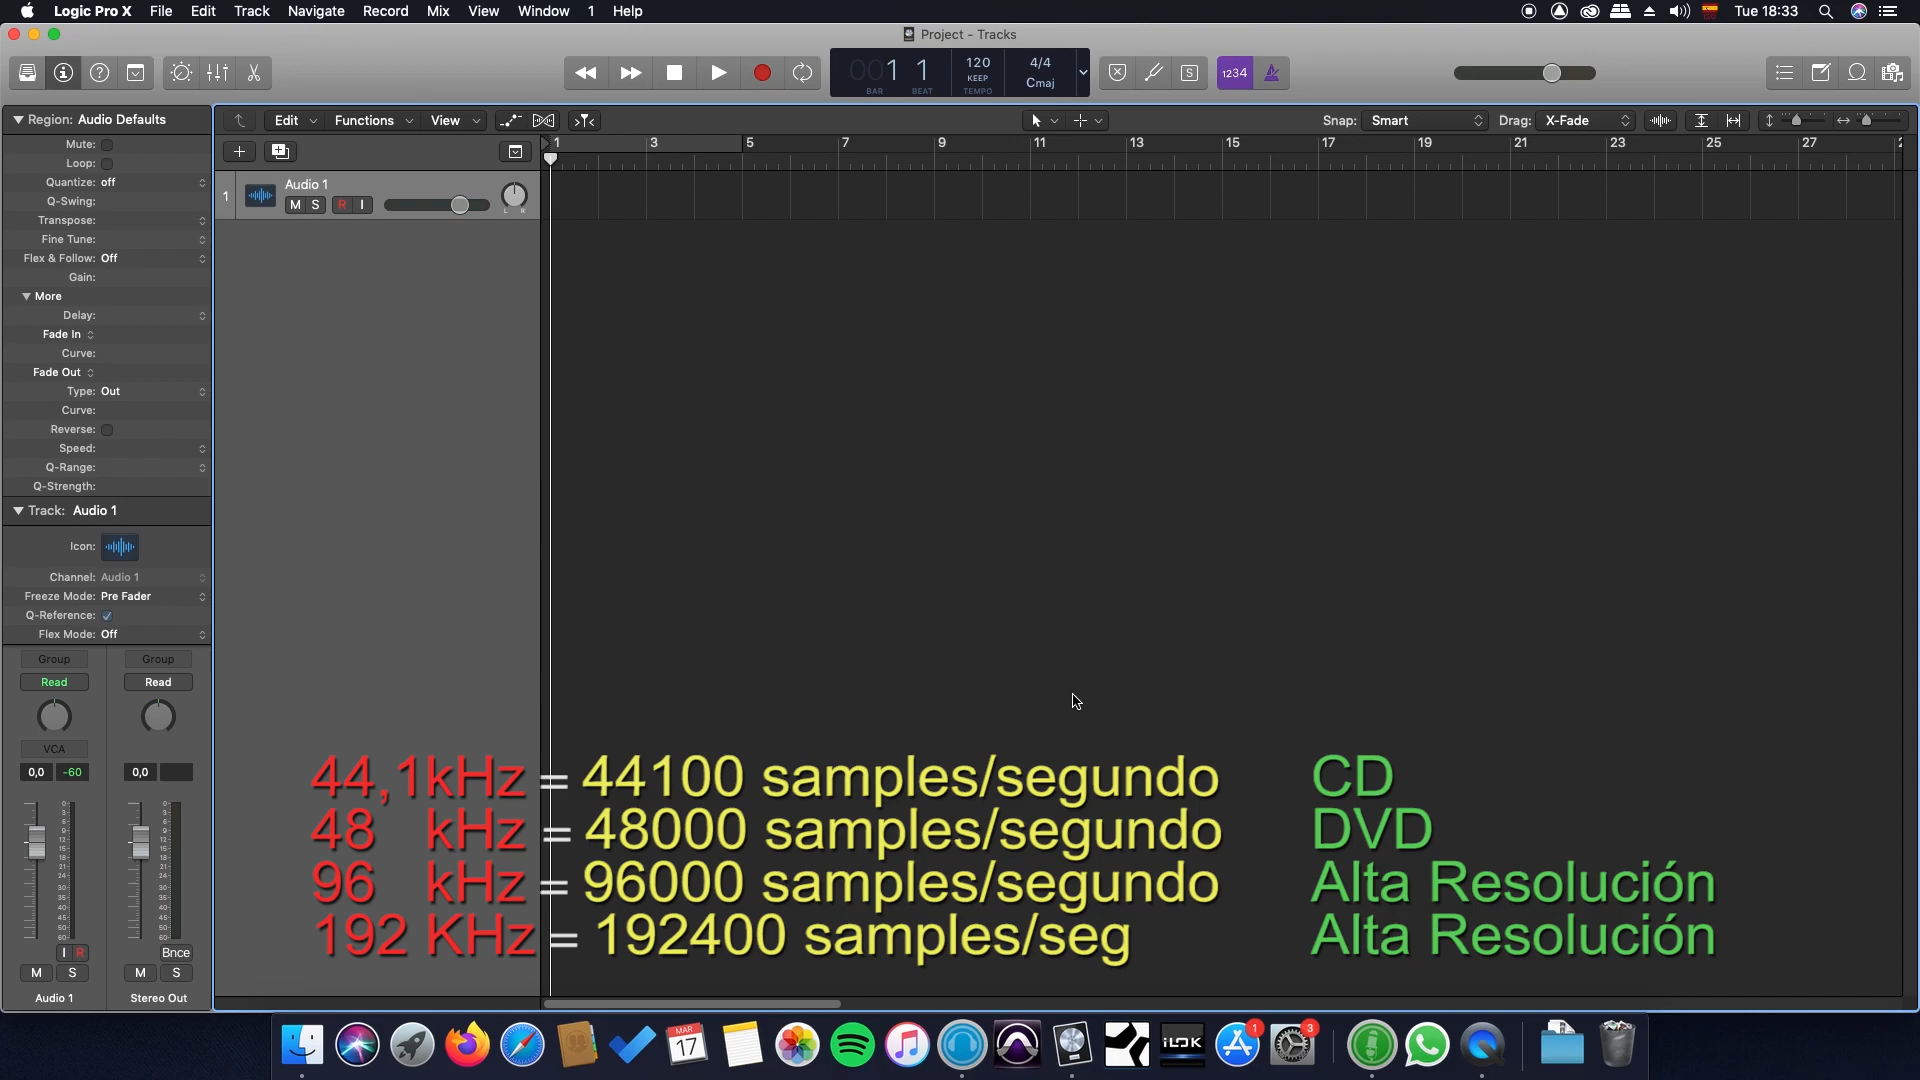 Logic Pro X File Edit Track Navigate Record Mix View Window 1 Help Tue 18:33
Project - Tracks
001 1 120 4/4
KEEP Cmaj
BAR BEAT TEMPO
S 1234
Region: Audio Defaults
Edit Functions View Snap: Smart Drag: X-Fade
1 3 5 7 9 11 13 15 17 19 21 23 25 27
Mute:
Loop:
Quantize: off
Q-Swing:
Transpose:
Fine Tune:
Flex & Follow: Off
Gain:
More
Delay:
Fade In
Curve:
Fade Out
Type: Out
Curve:
Reverse:
Speed:
Q-Range:
Q-Strength:
1 Audio 1
M S R I
L R
Track: Audio 1
Icon:
Channel: Audio 1
Freeze Mode: Pre Fader
Q-Reference:
Flex Mode: Off
Group Group
Read Read
VCA
0,0 -60 0,0
I R Bnce
M S M S
Audio 1 Stereo Out
44,1kHz = 44100 samples/segundo CD
48 kHz = 48000 samples/segundo DVD
96 kHz = 96000 samples/segundo Alta Resolución
192 KHz = 192400 samples/seg Alta Resolución
MAR
17
iLOK
1
3